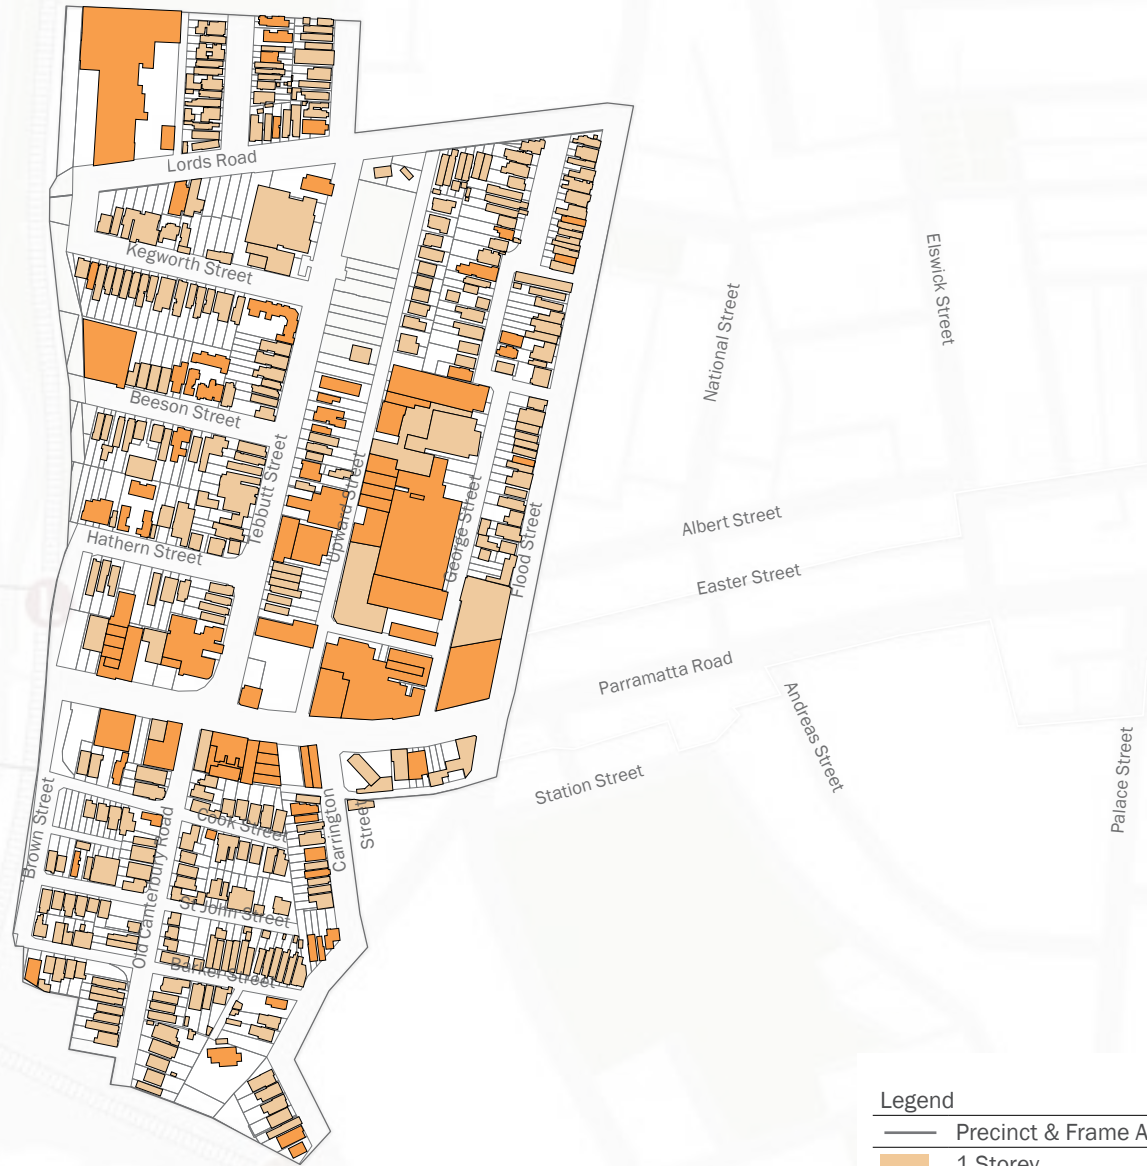 Lords Road
Kegworth Street
Elswick Street
National Street
Beeson Street
Tebbutt Street
Upward Street
George Street
Flood Street
Albert Street
Hathern Street
Easter Street
Parramatta Road
Andreas Street
Station Street
Palace Street
Brown Street
Old Canterbury Road
Cook Street
Carrington
Street
St John Street
Barker Street
Legend
Precinct & Frame A
1 Storey